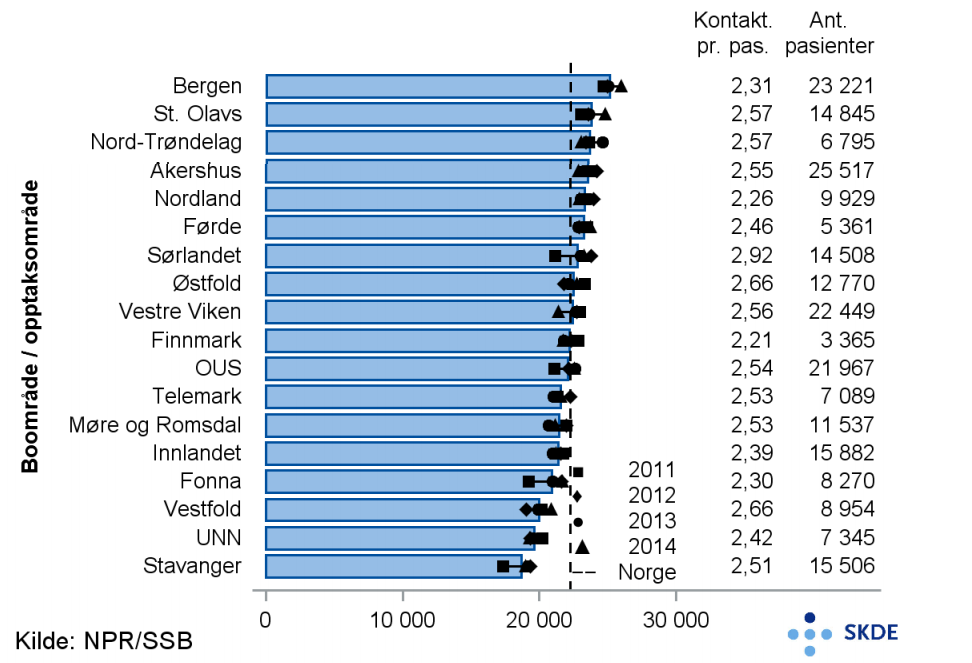 Kontakt. Ant.
pr. pas. pasienter
Bergen 2,31 23 221
St. Olavs 2,57 14 845
Nord-Trøndelag 2,57 6 795
Akershus 2,55 25 517
Nordland 2,26 9 929
Førde 2,46 5 361
Sørlandet 2,92 14 508
Østfold 2,66 12 770
Vestre Viken 2,56 22 449
Finnmark 2,21 3 365
OUS 2,54 21 967
Telemark 2,53 7 089
Møre og Romsdal 2,53 11 537
Innlandet 2,39 15 882
Fonna 2,30 8 270
Vestfold 2,66 8 954
UNN 2,42 7 345
Stavanger 2,51 15 506
Boområde / opptaksområde
2011
2012
2013
2014
Norge
0 10 000 20 000 30 000
Kilde: NPR/SSB
SKDE